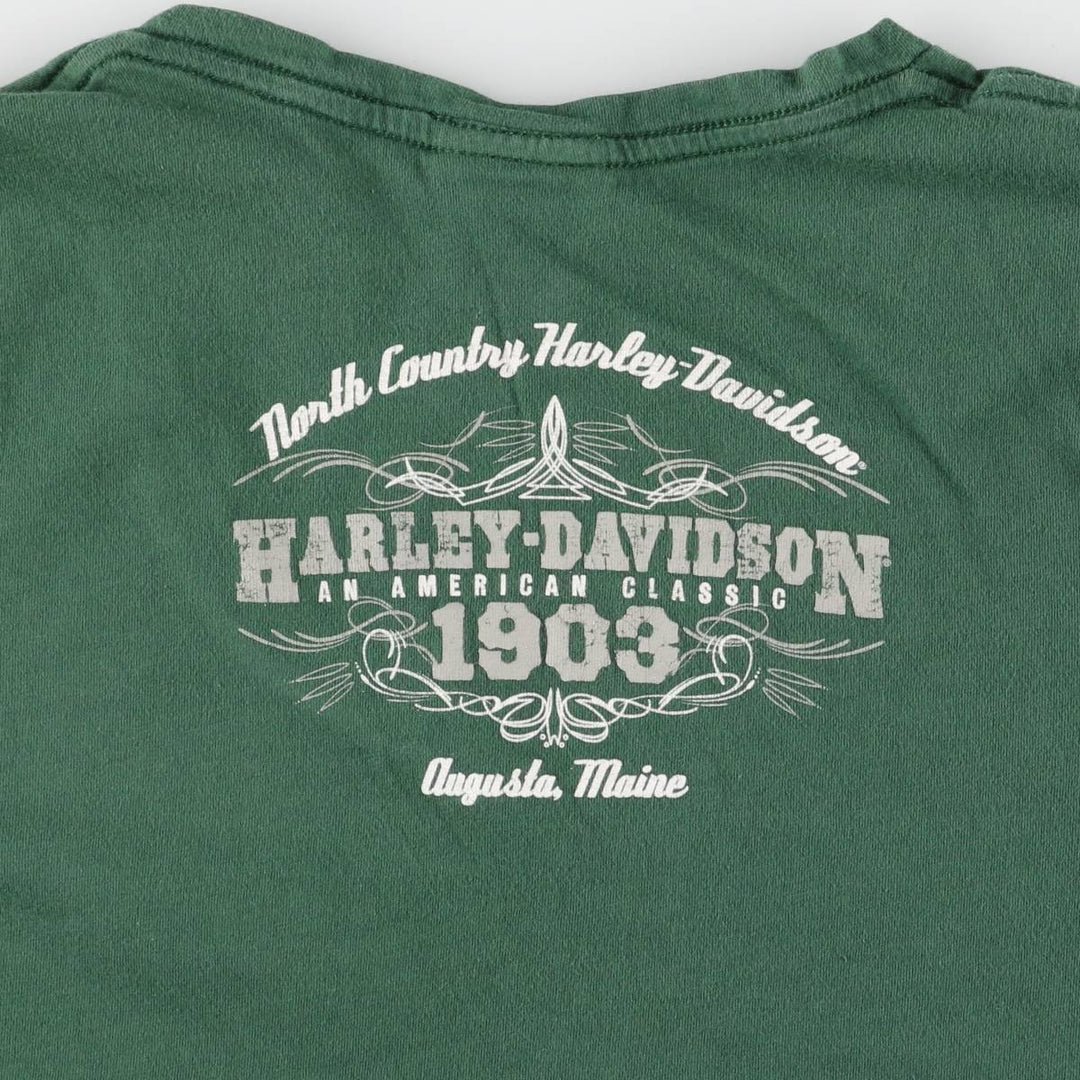 North Country Harley-Davidson®
HARLEY-DAVIDSON®
AN AMERICAN CLASSIC
1903
Augusta, Maine